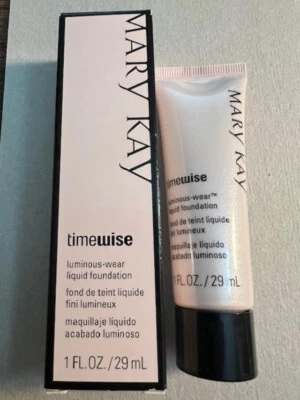 MARY KAY
timewise
luminous-wear
liquid foundation
fond de teint liquide
fini lumineux
maquillaje líquido
acabado luminoso
1 FL.OZ./29 mL
MARY KAY
timewise
luminous-wear™
liquid foundation
fond de teint liquide
fini lumineux
maquillaje líquido
acabado luminoso
1 FL.OZ./29 mL